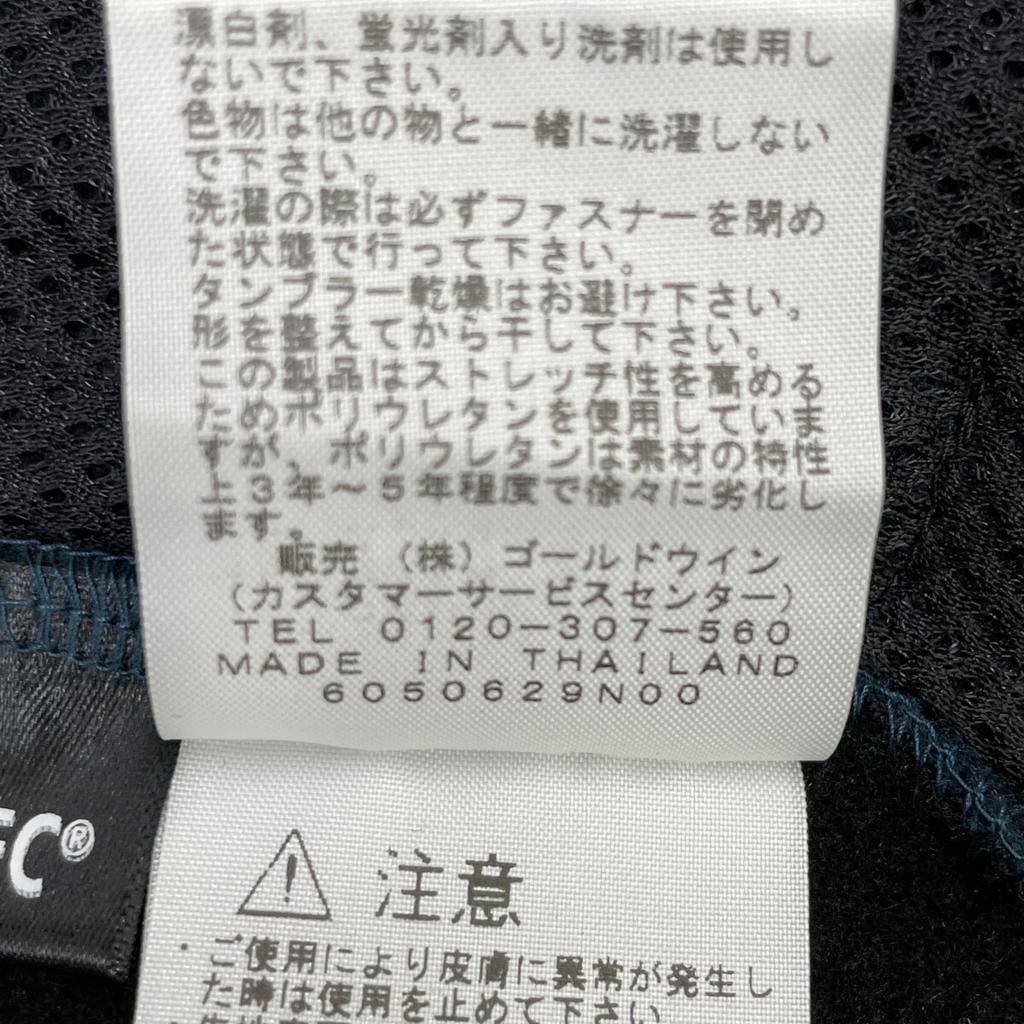 漂白剤、蛍光剤入り洗剤は使用し
ないで下さい。
色物は他の物と一緒に洗濯しない
で下さい。
洗濯の際は必ずファスナーを閉め
た状態で行って下さい。
タンブラー乾燥はお避け下さい。
形を整えてから干して下さい。
この製品はストレッチ性を高める
ためポリウレタンを使用していま
すが、ポリウレタンは素材の特性
上3年～5年程度で徐々に劣化し
ます。
販売 (株) ゴールドウイン
(カスタマーサービスセンター)
TEL 0120-307-560
MADE IN THAILAND
6050629N00
FC®
注意
・ご使用により皮膚に異常が発生し
た時は使用を止めて下さい